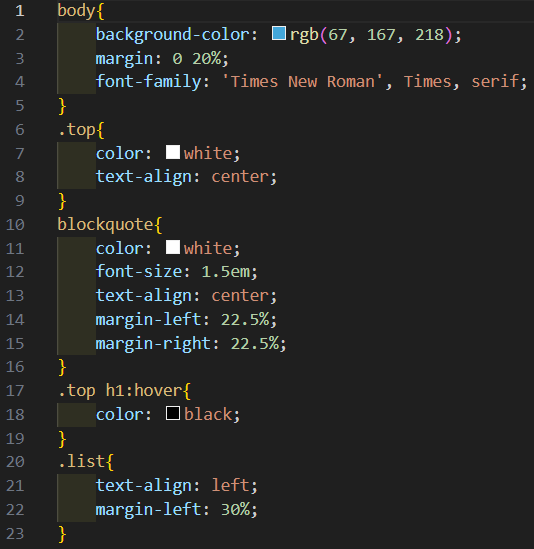 1 body{
2     background-color: rgb(67, 167, 218);
3     margin: 0 20%;
4     font-family: 'Times New Roman', Times, serif;
5 }
6 .top{
7     color: white;
8     text-align: center;
9 }
10 blockquote{
11     color: white;
12     font-size: 1.5em;
13     text-align: center;
14     margin-left: 22.5%;
15     margin-right: 22.5%;
16 }
17 .top h1:hover{
18     color: black;
19 }
20 .list{
21     text-align: left;
22     margin-left: 30%;
23 }